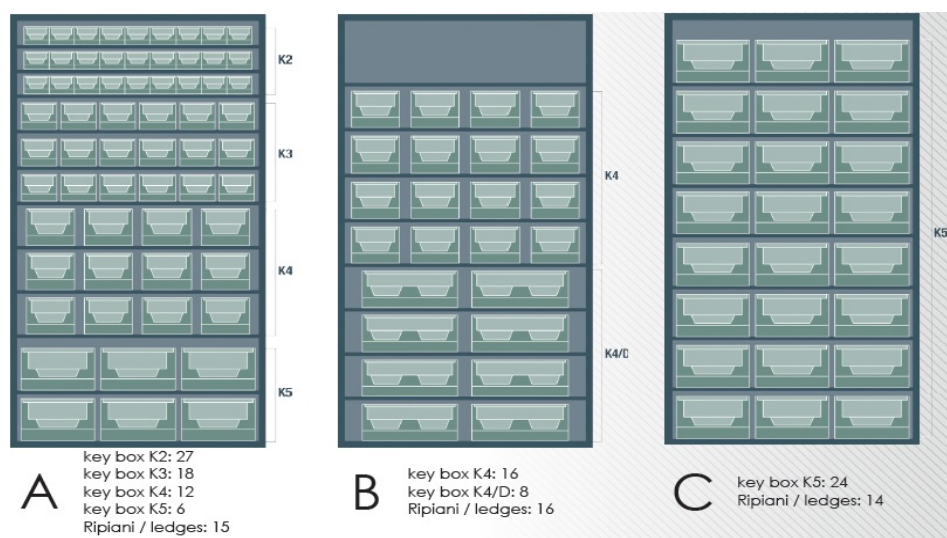 K2
K3
K4
K5
K4
K4/D
K5
A
key box K2: 27
key box K3: 18
key box K4: 12
key box K5: 6
Ripiani / ledges: 15
B
key box K4: 16
key box K4/D: 8
Ripiani / ledges: 16
C
key box K5: 24
Ripiani / ledges: 14